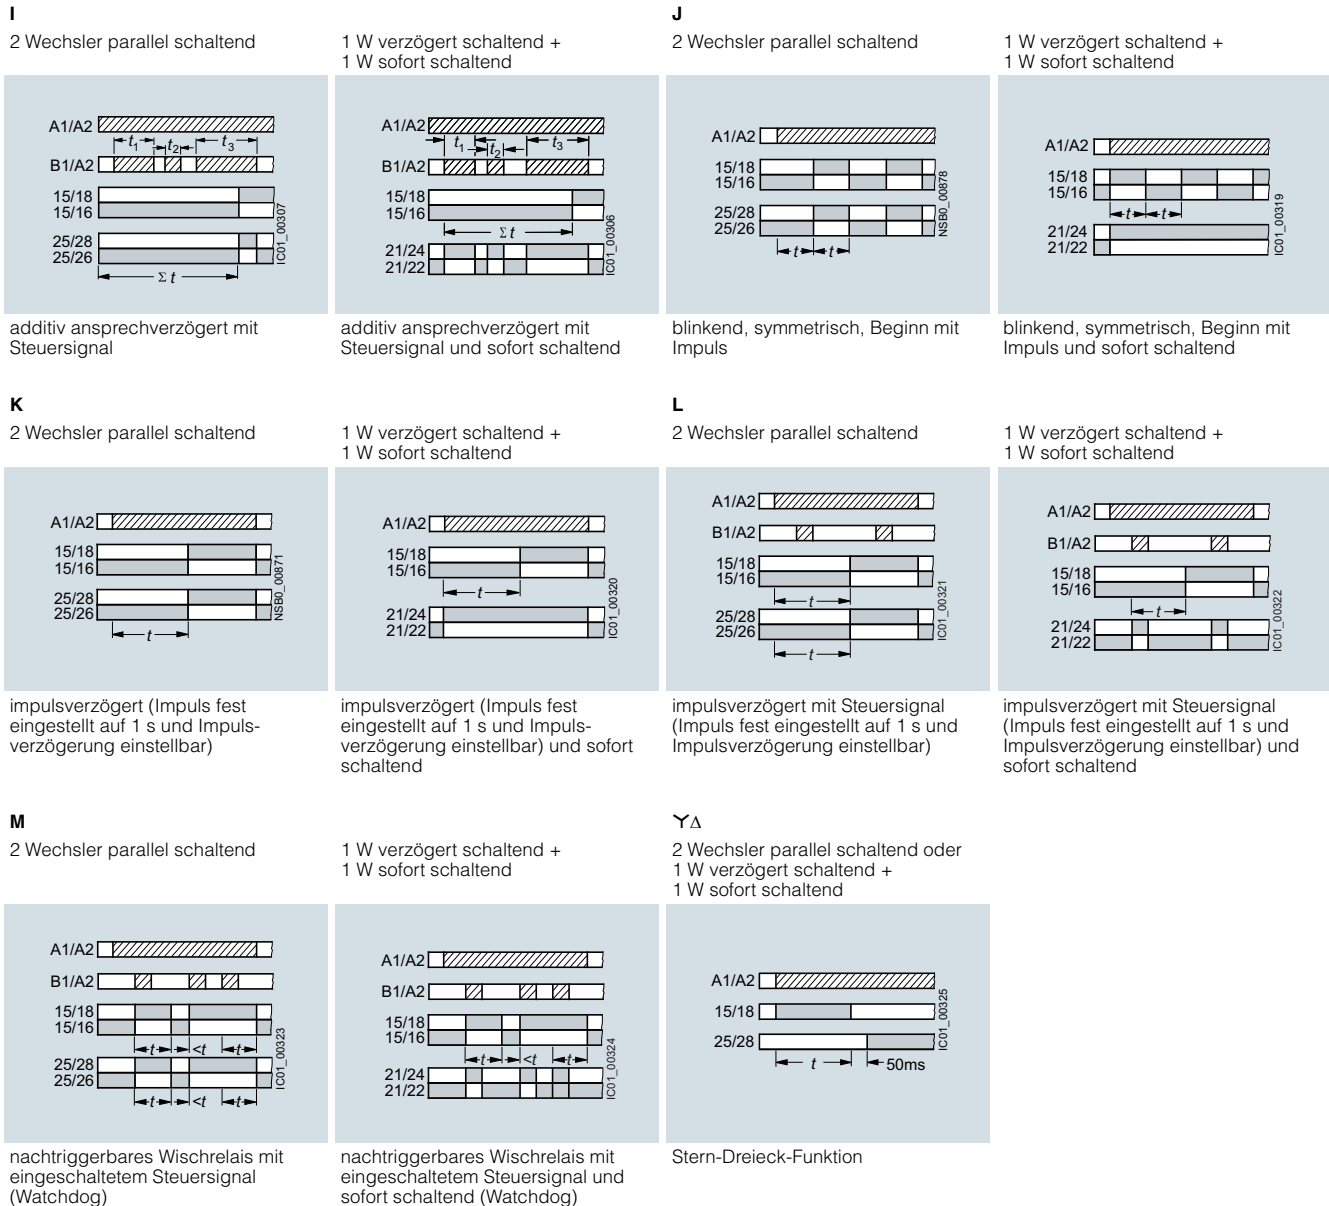 I
2 Wechsler parallel schaltend
1 W verzögert schaltend +
1 W sofort schaltend
A1/A2
t1
t2
t3
B1/A2
15/18
15/16
25/28
25/26
Σ t
IC01_00307
A1/A2
t1
t2
t3
B1/A2
15/18
15/16
Σ t
21/24
21/22
IC01_00306
additiv ansprechverzögert mit
Steuersignal
additiv ansprechverzögert mit
Steuersignal und sofort schaltend
J
2 Wechsler parallel schaltend
1 W verzögert schaltend +
1 W sofort schaltend
A1/A2
15/18
15/16
25/28
25/26
t t
NSB0_00878
A1/A2
15/18
15/16
t t
21/24
21/22
IC01_00319
blinkend, symmetrisch, Beginn mit
Impuls
blinkend, symmetrisch, Beginn mit
Impuls und sofort schaltend
K
2 Wechsler parallel schaltend
1 W verzögert schaltend +
1 W sofort schaltend
A1/A2
15/18
15/16
25/28
25/26
t
NSB0_00871
A1/A2
15/18
15/16
t
21/24
21/22
IC01_00320
impulsverzögert (Impuls fest
eingestellt auf 1 s und Impuls-
verzögerung einstellbar)
impulsverzögert (Impuls fest
eingestellt auf 1 s und Impuls-
verzögerung einstellbar) und sofort
schaltend
L
2 Wechsler parallel schaltend
1 W verzögert schaltend +
1 W sofort schaltend
A1/A2
B1/A2
15/18
15/16
t
25/28
25/26
t
IC01_00321
A1/A2
B1/A2
15/18
15/16
t
21/24
21/22
IC01_00322
impulsverzögert mit Steuersignal
(Impuls fest eingestellt auf 1 s und
Impulsverzögerung einstellbar)
impulsverzögert mit Steuersignal
(Impuls fest eingestellt auf 1 s und
Impulsverzögerung einstellbar) und
sofort schaltend
M
2 Wechsler parallel schaltend
1 W verzögert schaltend +
1 W sofort schaltend
A1/A2
B1/A2
15/18
15/16
t <t t
25/28
25/26
t <t t
IC01_00323
A1/A2
B1/A2
15/18
15/16
t <t t
21/24
21/22
IC01_00324
nachtriggerbares Wischrelais mit
eingeschaltetem Steuersignal
(Watchdog)
nachtriggerbares Wischrelais mit
eingeschaltetem Steuersignal und
sofort schaltend (Watchdog)
YΔ
2 Wechsler parallel schaltend oder
1 W verzögert schaltend +
1 W sofort schaltend
A1/A2
15/18
25/28
t 50ms
IC01_00325
Stern-Dreieck-Funktion